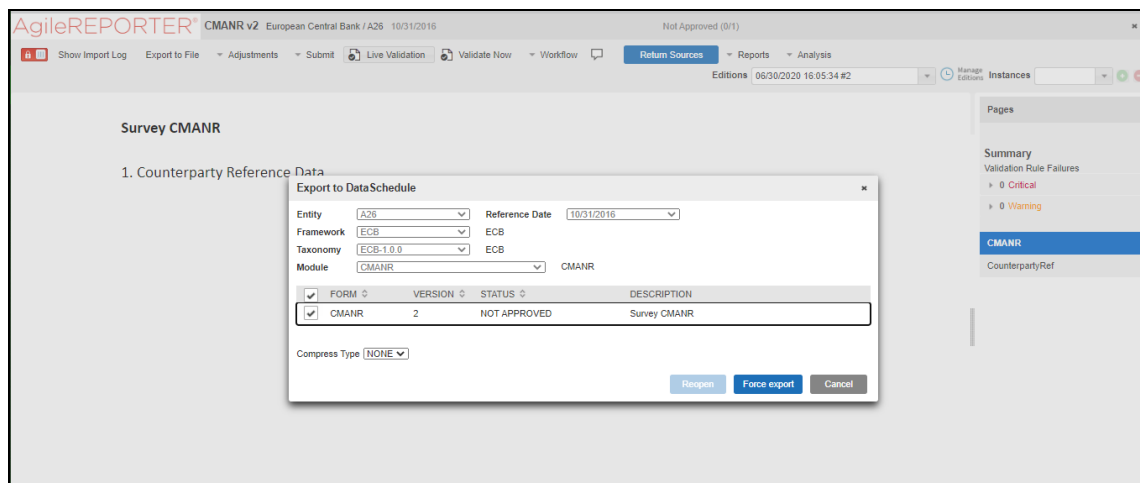 AgileREPORTER® CMANR v2 European Central Bank / A26 10/31/2016 Not Approved (0/1)
Show Import Log Export to File Adjustments Submit Live Validation Validate Now Workflow Return Sources Reports Analysis
Editions 06/30/2020 16:05:34 #2 Manage Editions Instances
Pages
Survey CMANR
1. Counterparty Reference Data
Summary
Validation Rule Failures
0 Critical
0 Warning
CMANR
CounterpartyRef
Export to DataSchedule
Entity A26 Reference Date 10/31/2016
Framework ECB ECB
Taxonomy ECB-1.0.0 ECB
Module CMANR CMANR
FORM VERSION STATUS DESCRIPTION
CMANR 2 NOT APPROVED Survey CMANR
Compress Type NONE
Reopen Force export Cancel